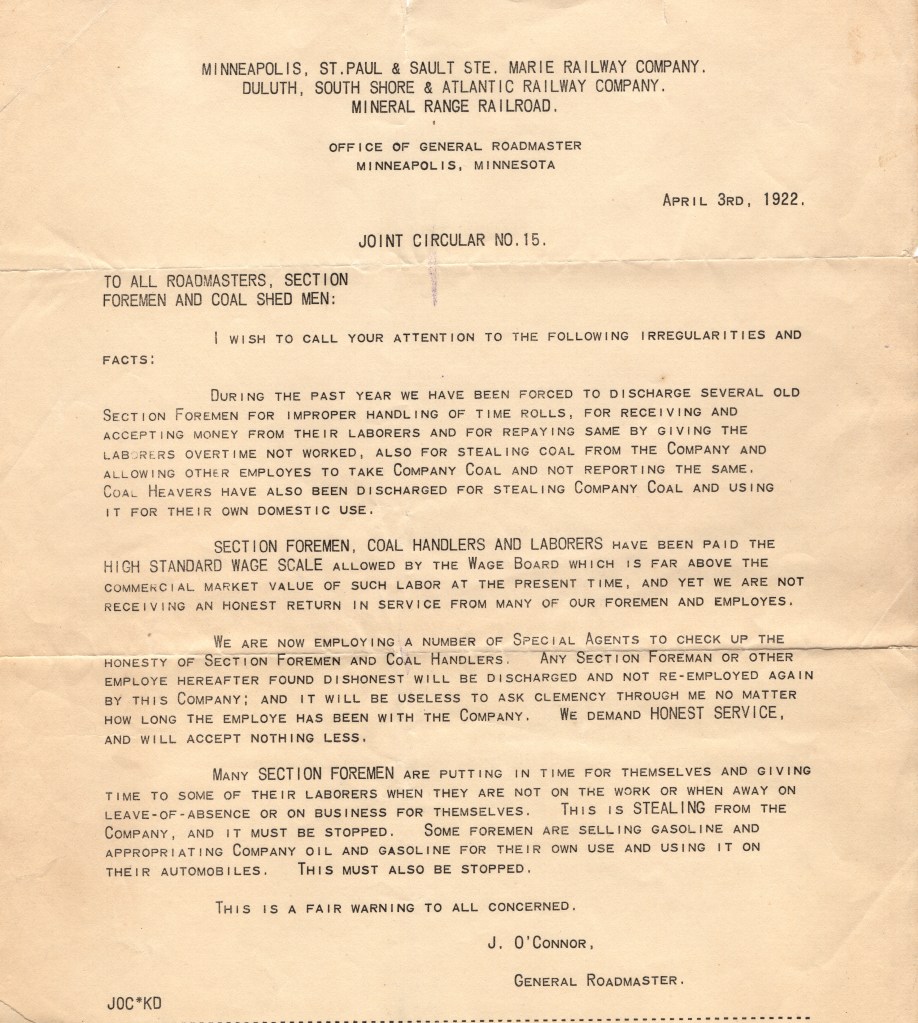 MINNEAPOLIS, ST.PAUL & SAULT STE. MARIE RAILWAY COMPANY.
DULUTH, SOUTH SHORE & ATLANTIC RAILWAY COMPANY.
MINERAL RANGE RAILROAD.
OFFICE OF GENERAL ROADMASTER
MINNEAPOLIS, MINNESOTA
APRIL 3RD, 1922.
JOINT CIRCULAR NO.15.
TO ALL ROADMASTERS, SECTION
FOREMEN AND COAL SHED MEN:
I WISH TO CALL YOUR ATTENTION TO THE FOLLOWING IRREGULARITIES AND
FACTS:
DURING THE PAST YEAR WE HAVE BEEN FORCED TO DISCHARGE SEVERAL OLD
SECTION FOREMEN FOR IMPROPER HANDLING OF TIME ROLLS, FOR RECEIVING AND
ACCEPTING MONEY FROM THEIR LABORERS AND FOR REPAYING SAME BY GIVING THE
LABORERS OVERTIME NOT WORKED, ALSO FOR STEALING COAL FROM THE COMPANY AND
ALLOWING OTHER EMPLOYES TO TAKE COMPANY COAL AND NOT REPORTING THE SAME.
COAL HEAVERS HAVE ALSO BEEN DISCHARGED FOR STEALING COMPANY COAL AND USING
IT FOR THEIR OWN DOMESTIC USE.
SECTION FOREMEN, COAL HANDLERS AND LABORERS HAVE BEEN PAID THE
HIGH STANDARD WAGE SCALE ALLOWED BY THE WAGE BOARD WHICH IS FAR ABOVE THE
COMMERCIAL MARKET VALUE OF SUCH LABOR AT THE PRESENT TIME, AND YET WE ARE NOT
RECEIVING AN HONEST RETURN IN SERVICE FROM MANY OF OUR FOREMEN AND EMPLOYES.
WE ARE NOW EMPLOYING A NUMBER OF SPECIAL AGENTS TO CHECK UP THE
HONESTY OF SECTION FOREMEN AND COAL HANDLERS. ANY SECTION FOREMAN OR OTHER
EMPLOYE HEREAFTER FOUND DISHONEST WILL BE DISCHARGED AND NOT RE-EMPLOYED AGAIN
BY THIS COMPANY; AND IT WILL BE USELESS TO ASK CLEMENCY THROUGH ME NO MATTER
HOW LONG THE EMPLOYE HAS BEEN WITH THE COMPANY. WE DEMAND HONEST SERVICE,
AND WILL ACCEPT NOTHING LESS.
MANY SECTION FOREMEN ARE PUTTING IN TIME FOR THEMSELVES AND GIVING
TIME TO SOME OF THEIR LABORERS WHEN THEY ARE NOT ON THE WORK OR WHEN AWAY ON
LEAVE-OF-ABSENCE OR ON BUSINESS FOR THEMSELVES. THIS IS STEALING FROM THE
COMPANY, AND IT MUST BE STOPPED. SOME FOREMEN ARE SELLING GASOLINE AND
APPROPRIATING COMPANY OIL AND GASOLINE FOR THEIR OWN USE AND USING IT ON
THEIR AUTOMOBILES. THIS MUST ALSO BE STOPPED.
THIS IS A FAIR WARNING TO ALL CONCERNED.
J. O'CONNOR,
GENERAL ROADMASTER.
JOC*KD